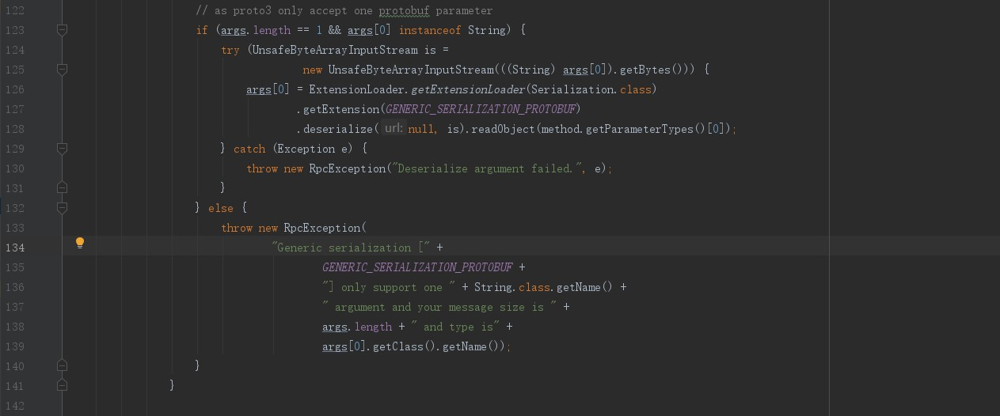 122 // as proto3 only accept one protobuf parameter
123 if (args.length == 1 && args[0] instanceof String) {
124 try (UnsafeByteArrayInputStream is =
125 new UnsafeByteArrayInputStream(((String) args[0]).getBytes())) {
126 args[0] = ExtensionLoader.getExtensionLoader(Serialization.class)
127 .getExtension(GENERIC_SERIALIZATION_PROTOBUF)
128 .deserialize( url: null, is).readObject(method.getParameterTypes()[0]);
129 } catch (Exception e) {
130 throw new RpcException("Deserialize argument failed.", e);
131 }
132 } else {
133 throw new RpcException(
134 "Generic serialization [" +
135 GENERIC_SERIALIZATION_PROTOBUF +
136 "] only support one " + String.class.getName() +
137 " argument and your message size is " +
138 args.length + " and type is" +
139 args[0].getClass().getName());
140 }
141 }
142